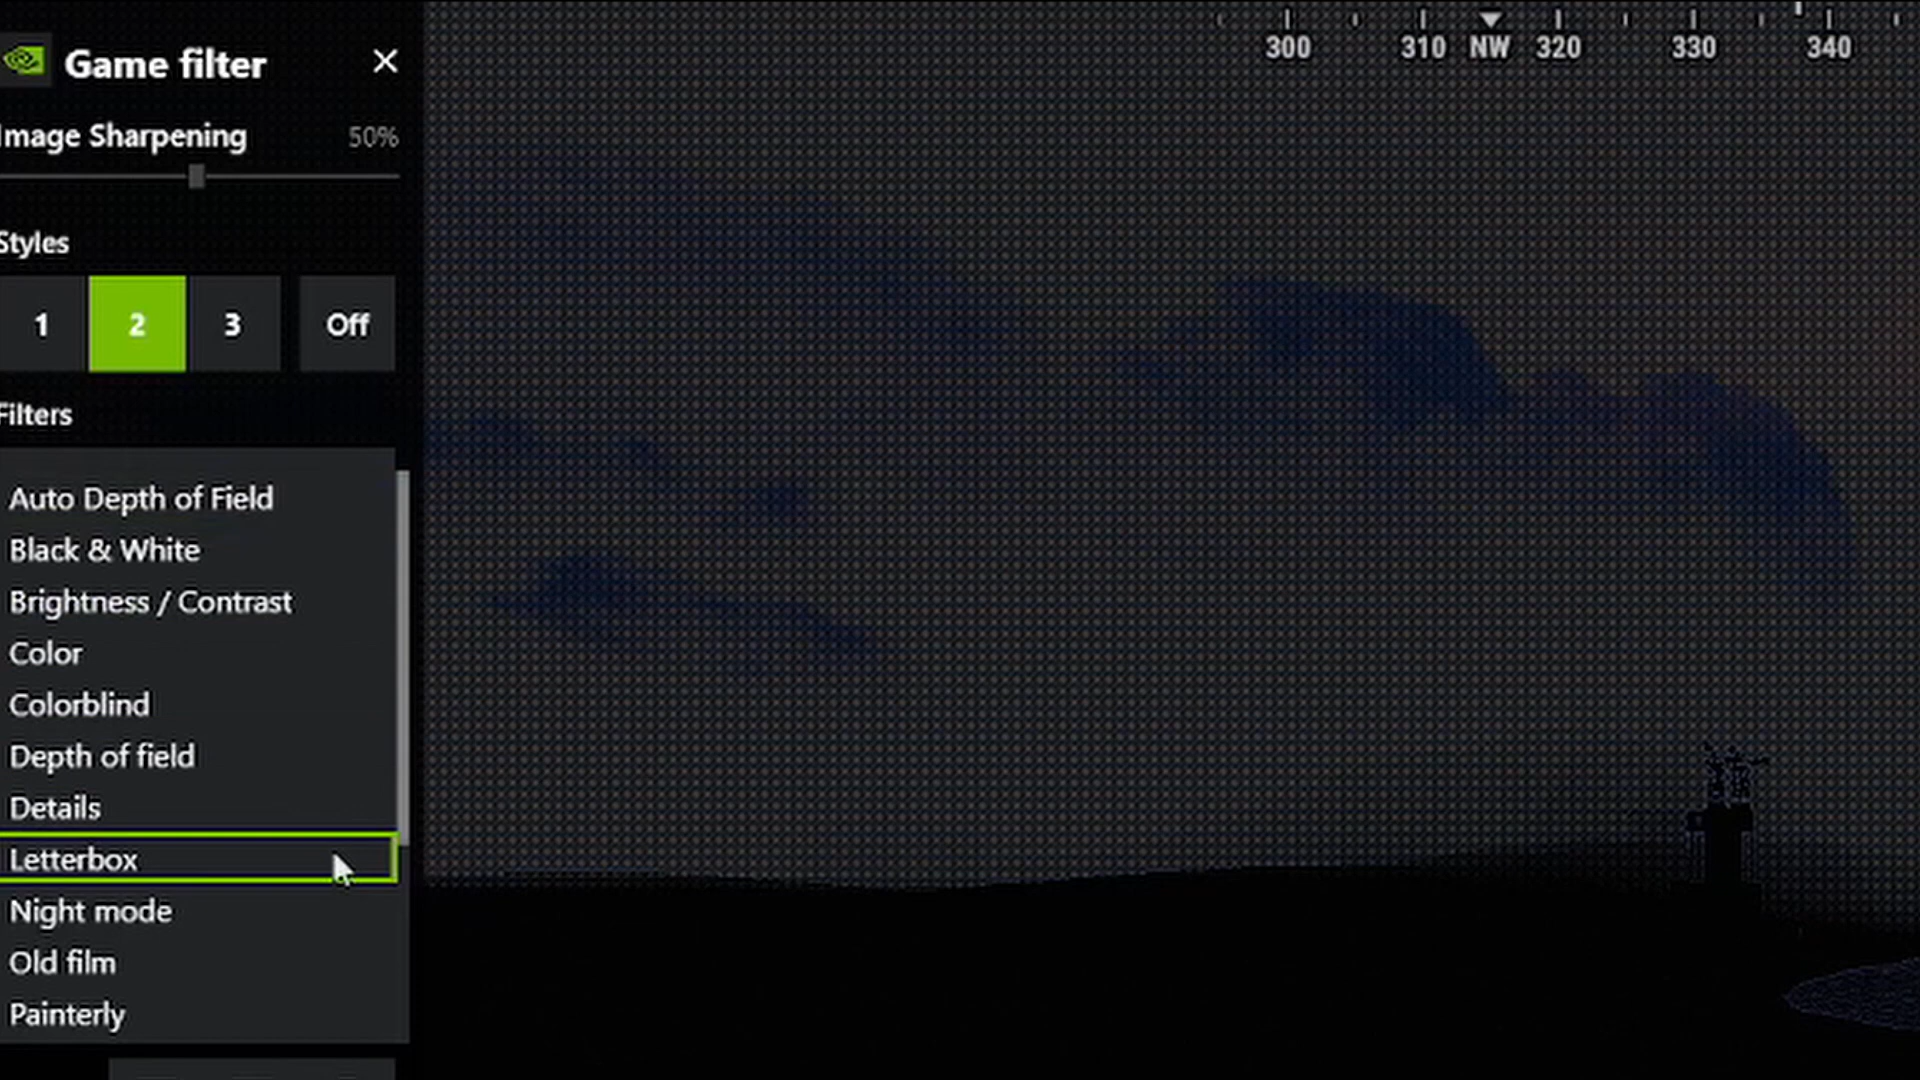 Game filter
Image Sharpening 50%
Styles
1 2 3 Off
Filters
Auto Depth of Field
Black & White
Brightness / Contrast
Color
Colorblind
Depth of field
Details
Letterbox
Night mode
Old film
Painterly
300 310 NW 320 330 340